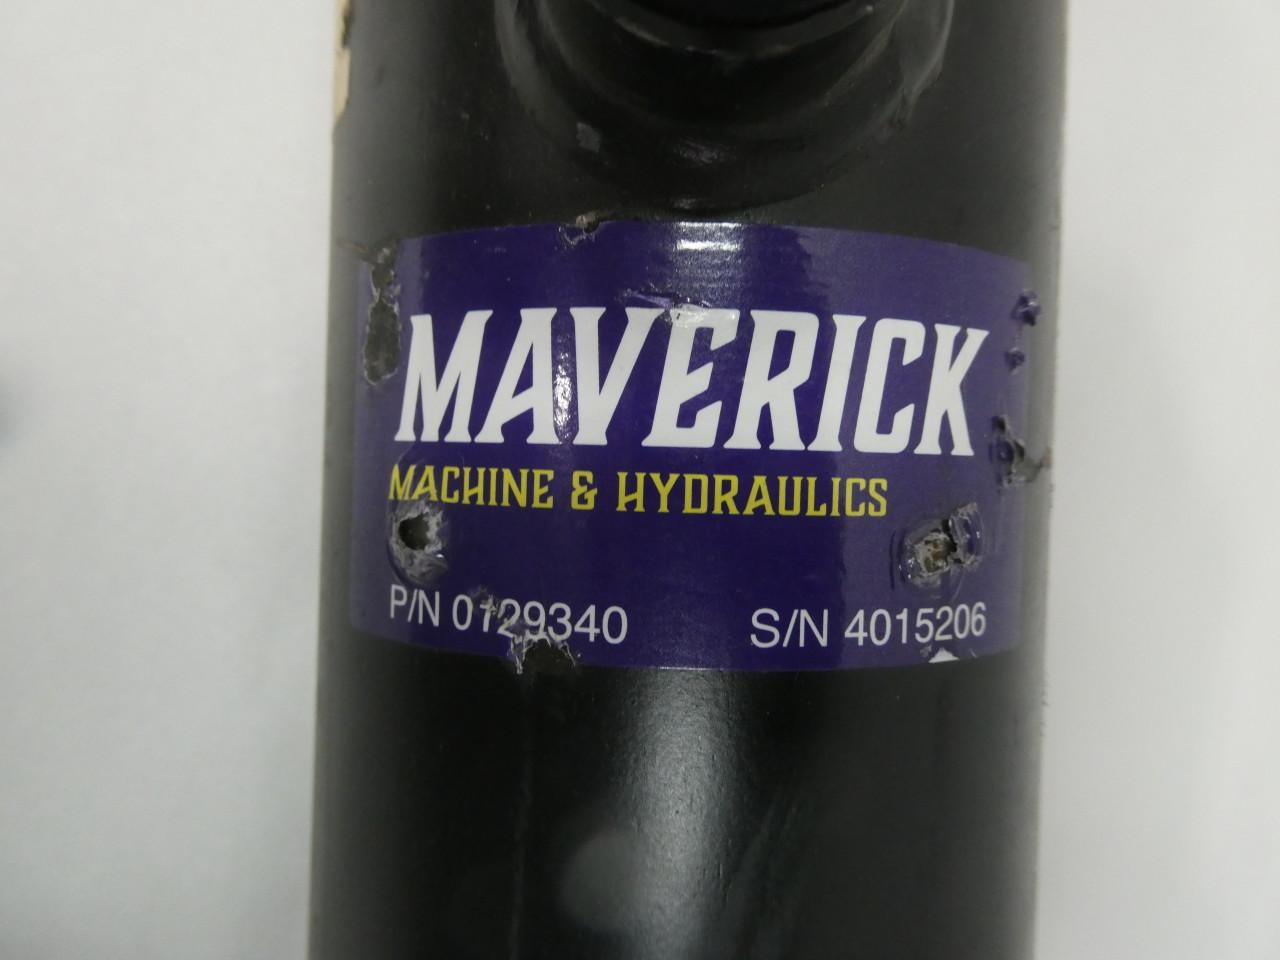 MAVERICK
MACHINE & HYDRAULICS
P/N 0129340 S/N 4015206